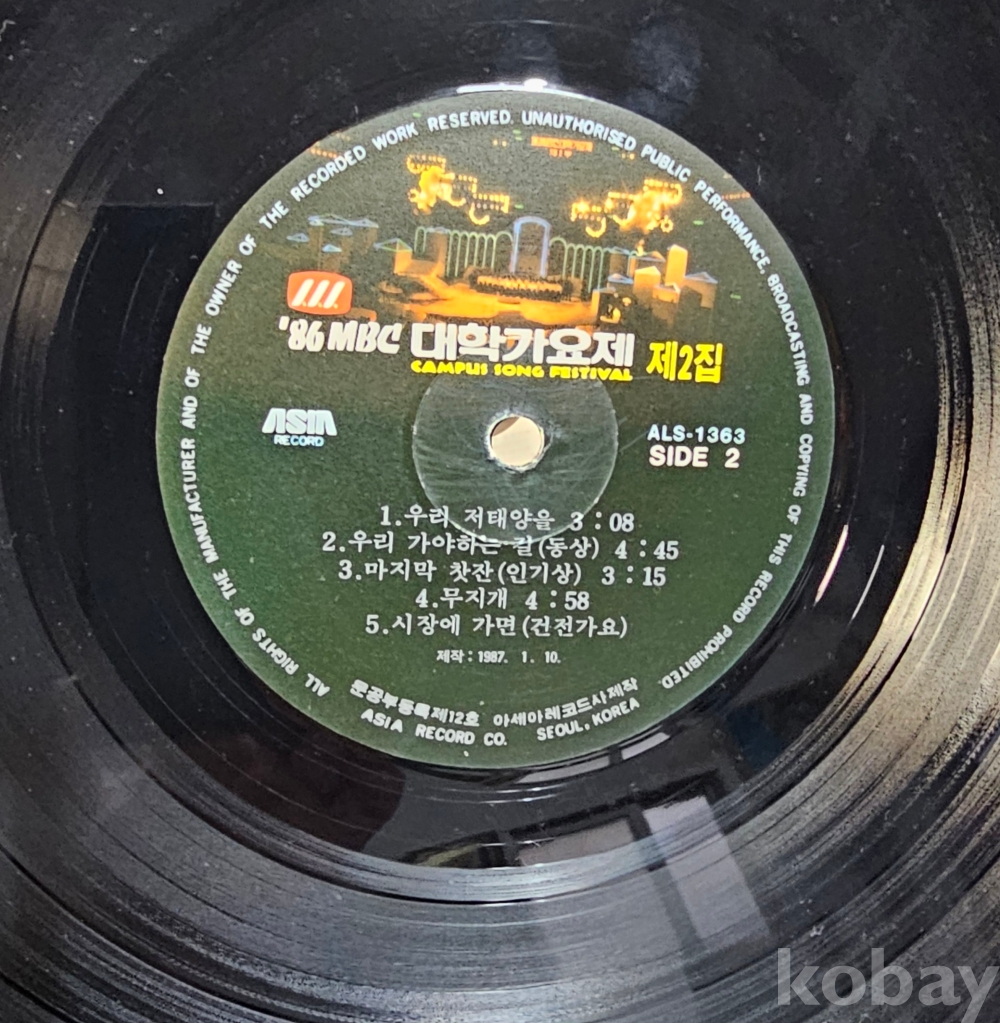 ALL RIGHTS OF THE MANUFACTURER AND OF THE OWNER OF THE RECORDED WORK RESERVED. UNAUTHORISED PUBLIC PERFORMANCE. BROADCASTING AND COPYING OF THIS RECORD PROHIBITED
'86 MBC 대학가요제 제2집
CAMPUS SONG FESTIVAL
ASIA
RECORD
ALS-1363
SIDE 2
1.우리 저태양을 3:08
2.우리 가야하는 길(동상) 4:45
3.마지막 찻잔(인기상) 3:15
4.무지개 4:58
5.시장에 가면(건전가요)
제작:1987. 1. 10.
문공부등록제12호 아세아레코드사제작
ASIA RECORD CO. SEOUL, KOREA
kobay